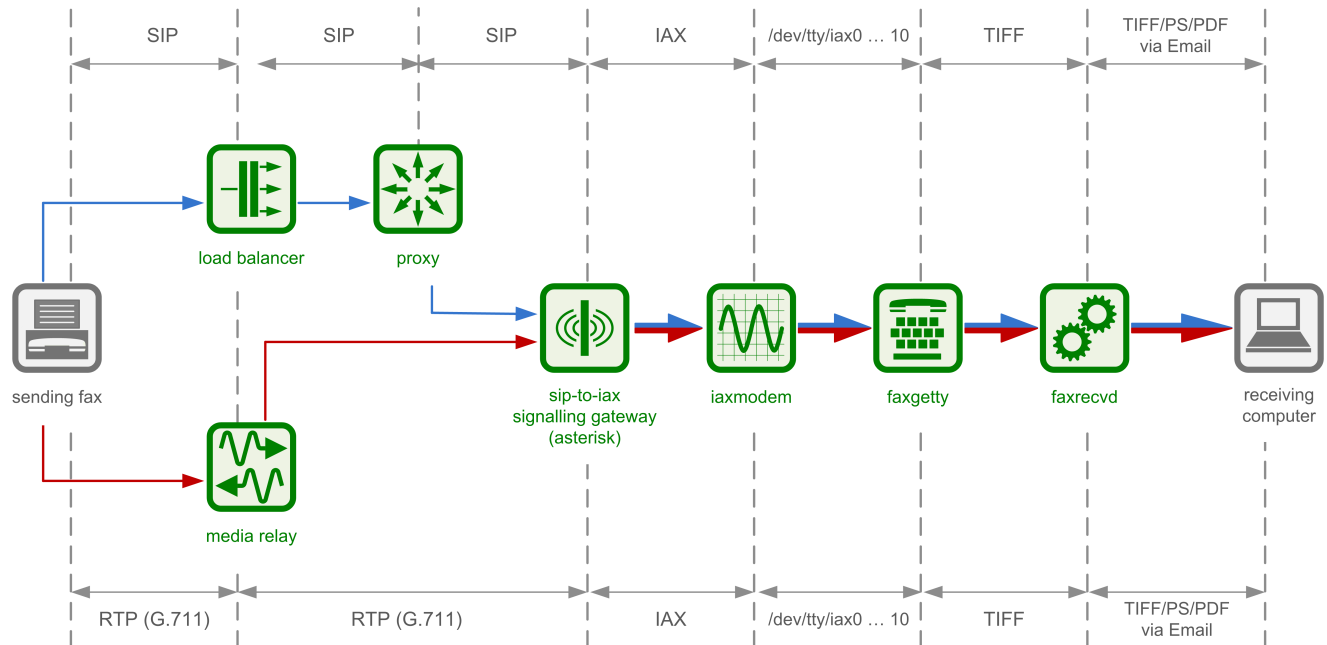 SIP
SIP
SIP
IAX
/dev/tty/iax0 … 10
TIFF
TIFF/PS/PDF
via Email
load balancer
proxy
sending fax
sip-to-iax
signalling gateway
(asterisk)
iaxmodem
faxgetty
faxrecvd
receiving
computer
media relay
RTP (G.711)
RTP (G.711)
IAX
/dev/tty/iax0 … 10
TIFF
TIFF/PS/PDF
via Email